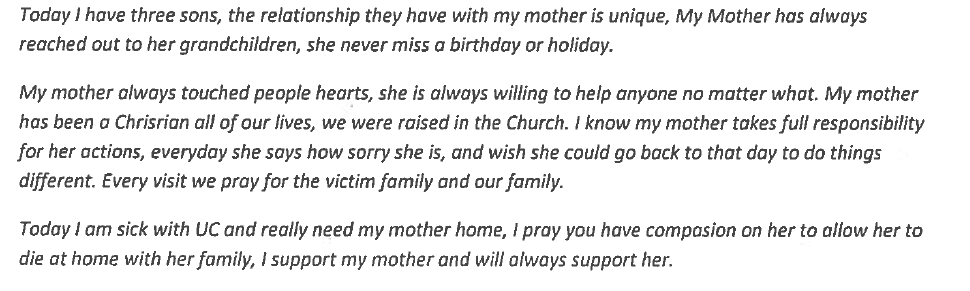 Today I have three sons, the relationship they have with my mother is unique, My Mother has always
reached out to her grandchildren, she never miss a birthday or holiday.
My mother always touched people hearts, she is always willing to help anyone no matter what. My mother
has been a Chrisrian all of our lives, we were raised in the Church. I know my mother takes full responsibility
for her actions, everyday she says how sorry she is, and wish she could go back to that day to do things
different. Every visit we pray for the victim family and our family.
Today I am sick with UC and really need my mother home, I pray you have compasion on her to allow her to
die at home with her family, I support my mother and will always support her.